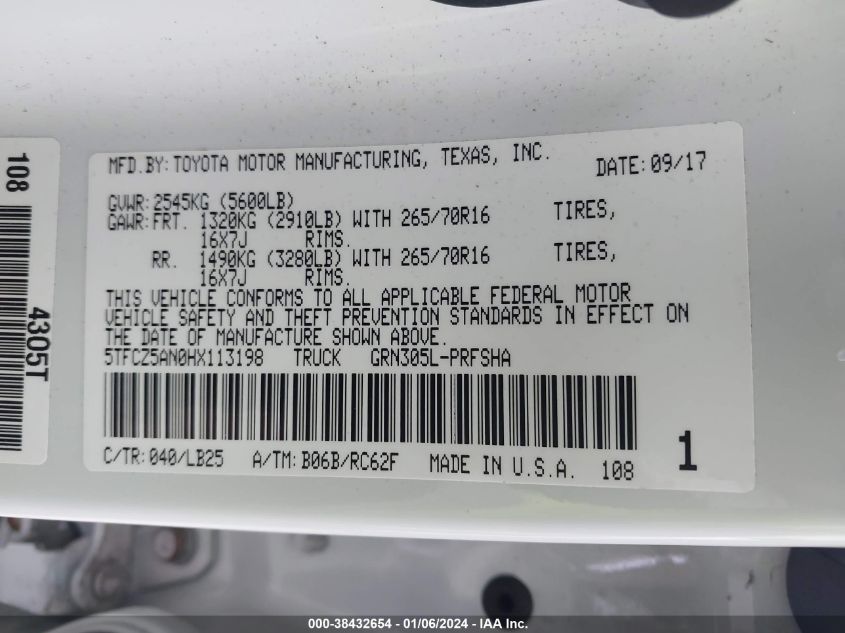 MFD.BY:TOYOTA MOTOR MANUFACTURING, TEXAS, INC. DATE:09/17
GVWR:2545KG (5600LB)
GAWR:FRT. 1320KG (2910LB) WITH 265/70R16 TIRES,
16X7J RIMS.
RR. 1490KG (3280LB) WITH 265/70R16 TIRES,
16X7J RIMS.
THIS VEHICLE CONFORMS TO ALL APPLICABLE FEDERAL MOTOR
VEHICLE SAFETY AND THEFT PREVENTION STANDARDS IN EFFECT ON
THE DATE OF MANUFACTURE SHOWN ABOVE.
5TFCZ5AN0HX113198 TRUCK GRN305L-PRFSHA
C/TR:040/LB25 A/TM:B06B/RC62F MADE IN U.S.A. 108 1
108
4305T
000-38432654 - 01/06/2024 - IAA Inc.